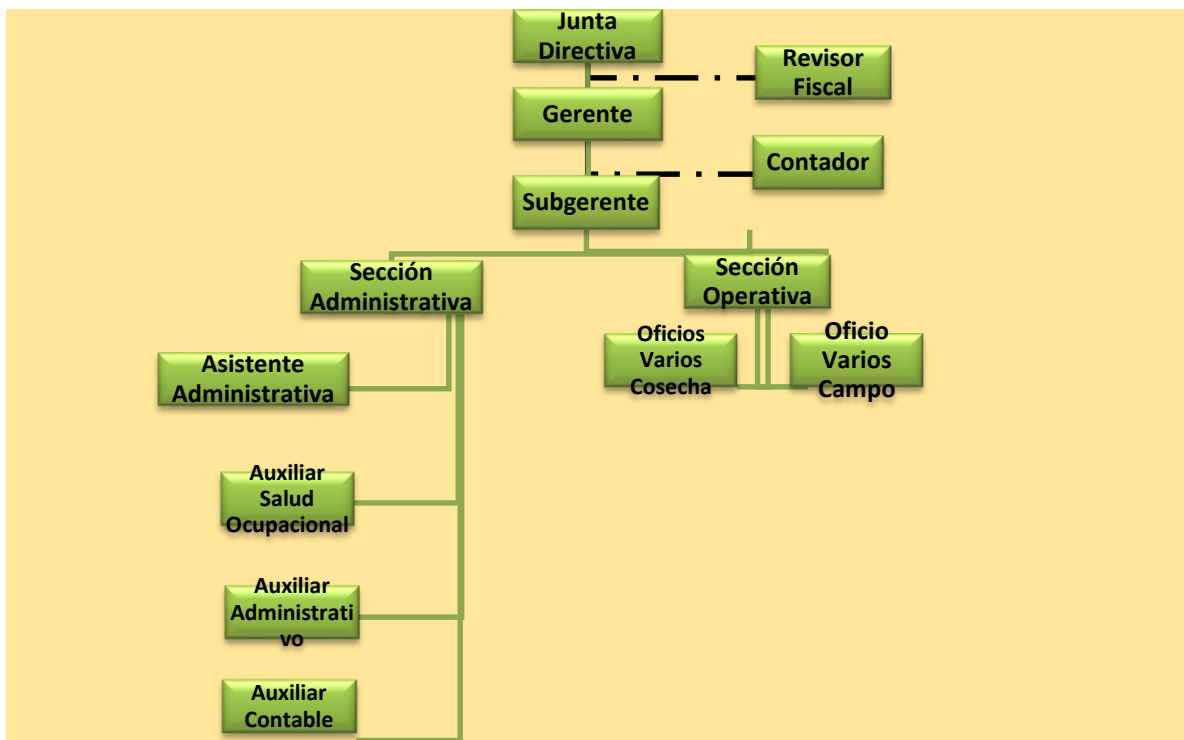 Junta
Directiva
Revisor
Fiscal
Gerente
Contador
Subgerente
Sección
Administrativa
Sección
Operativa
Oficios
Varios
Cosecha
Oficio
Varios
Campo
Asistente
Administrativa
Auxiliar
Salud
Ocupacional
Auxiliar
Administrati
vo
Auxiliar
Contable